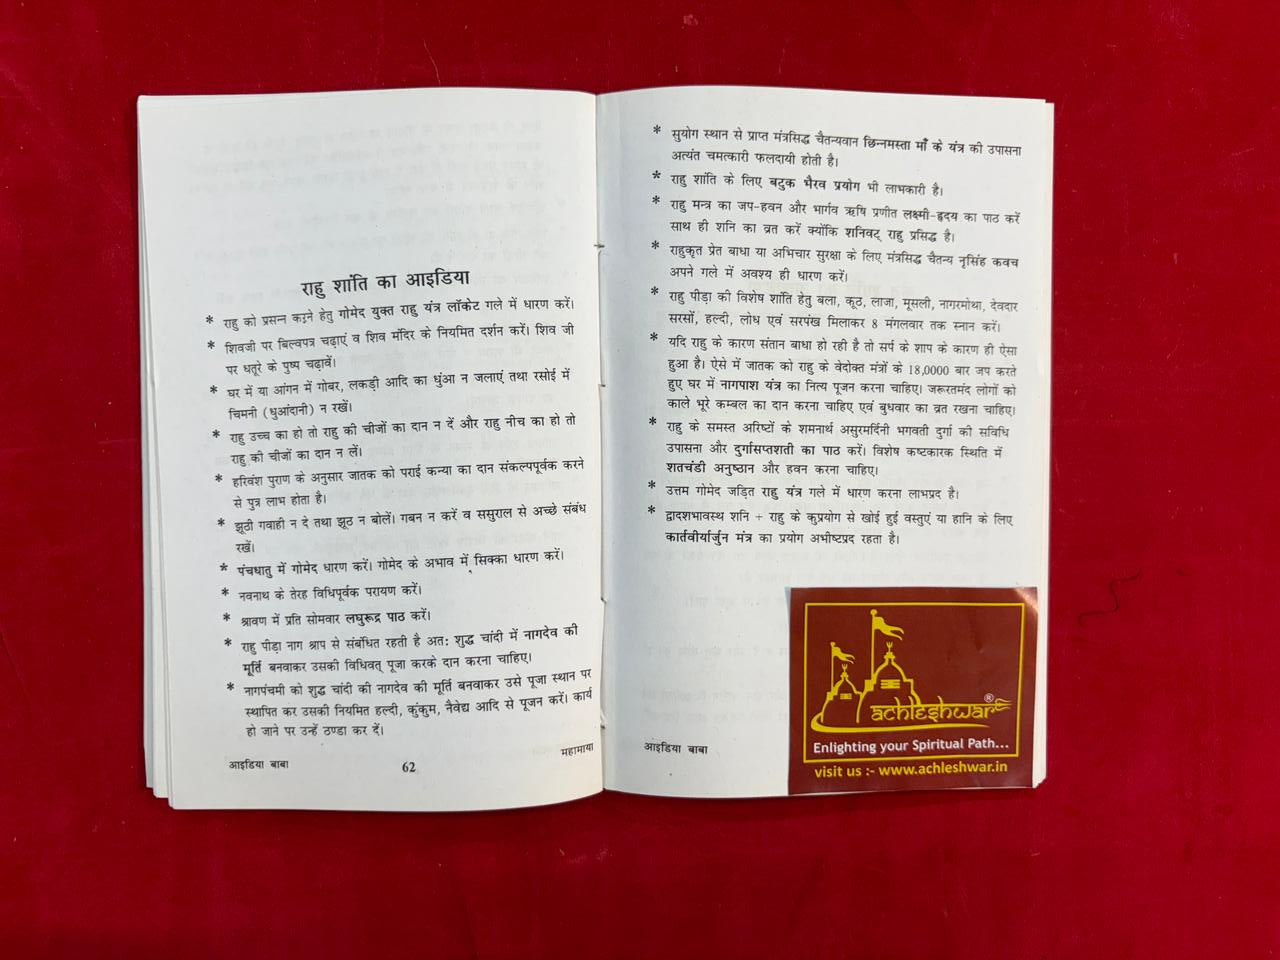 राहु शांति का आइडिया
* राहु को प्रसन्न करने हेतु गोमेद युक्त राहु यंत्र लॉकेट गले में धारण करें।
* शिवजी पर बिल्वपत्र चढ़ाएं व शिव मंदिर के नियमित दर्शन करें। शिव जी
पर धतूरे के पुष्प चढ़ावें।
* घर में या आंगन में गोबर, लकड़ी आदि का धुंआ न जलाएं तथा रसोई में
चिमनी (धुआंदानी) न रखें।
* राहु उच्च का हो तो राहु की चीजों का दान न दें और राहु नीच का हो तो
राहु की चीजों का दान न लें।
* हरिवंश पुराण के अनुसार जातक को पराई कन्या का दान संकल्पपूर्वक करने
से पुत्र लाभ होता है।
* झूठी गवाही न दे तथा झूठ न बोलें। गबन न करें व ससुराल से अच्छे संबंध
रखें।
* पंचधातु में गोमेद धारण करें। गोमेद के अभाव में सिक्का धारण करें।
* नवनाथ के तेरह विधिपूर्वक परायण करें।
* श्रावण में प्रति सोमवार लघुरूद्र पाठ करें।
* राहु पीड़ा नाग श्राप से संबंधित रहती है अतः शुद्ध चांदी में नागदेव की
मूर्ति बनवाकर उसकी विधिवत् पूजा करके दान करना चाहिए।
* नागपंचमी को शुद्ध चांदी की नागदेव की मूर्ति बनवाकर उसे पूजा स्थान पर
स्थापित कर उसकी नियमित हल्दी, कुंकुम, नैवेद्य आदि से पूजन करें। कार्य
हो जाने पर उन्हें ठण्डा कर दें।
आइडिया बाबा 62 महामाया
* सुयोग स्थान से प्राप्त मंत्रसिद्ध चैतन्यवान छिन्नमस्ता माँ के यंत्र की उपासना
अत्यंत चमत्कारी फलदायी होती है।
* राहु शांति के लिए बटुक भैरव प्रयोग भी लाभकारी है।
* राहु मन्त्र का जप-हवन और भार्गव ऋषि प्रणीत लक्ष्मी-हृदय का पाठ करें
साथ ही शनि का व्रत करें क्योंकि शनिवट् राहु प्रसिद्ध है।
* राहुकृत प्रेत बाधा या अभिचार सुरक्षा के लिए मंत्रसिद्ध चैतन्य नृसिंह कवच
अपने गले में अवश्य ही धारण करें।
* राहु पीड़ा की विशेष शांति हेतु बला, कूठ, लाजा, मूसली, नागरमोथा, देवदार
सरसों, हल्दी, लोध एवं सरपंख मिलाकर 8 मंगलवार तक स्नान करें।
* यदि राहु के कारण संतान बाधा हो रही है तो सर्प के शाप के कारण ही ऐसा
हुआ है। ऐसे में जातक को राहु के वेदोक्त मंत्रों के 18,0000 बार जप करते
हुए घर में नागपाश यंत्र का नित्य पूजन करना चाहिए। जरूरतमंद लोगों को
काले भूरे कम्बल का दान करना चाहिए एवं बुधवार का व्रत रखना चाहिए।
* राहु के समस्त अरिष्टों के शमनार्थ असुरमर्दिनी भगवती दुर्गा की सविधि
उपासना और दुर्गासप्तशती का पाठ करें। विशेष कष्टकारक स्थिति में
शतचंडी अनुष्ठान और हवन करना चाहिए।
* उत्तम गोमेद जड़ित राहु यंत्र गले में धारण करना लाभप्रद है।
* द्वादशभावस्थ शनि + राहु के कुप्रयोग से खोई हुई वस्तुएं या हानि के लिए
कार्तवीर्यार्जुन मंत्र का प्रयोग अभीष्टप्रद रहता है।
आइडिया बाबा
achleshwar®
Enlighting your Spiritual Path...
visit us :- www.achleshwar.in